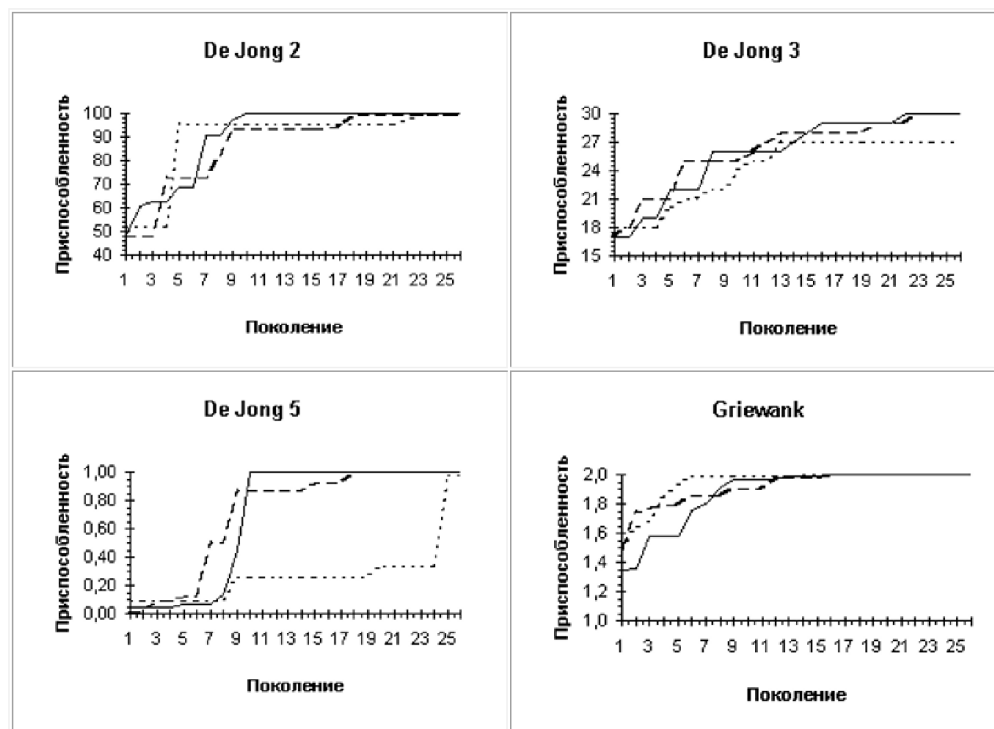 De Jong 2
Приспособленность
100
90
80
70
60
50
40
1 3 5 7 9 11 13 15 17 19 21 23 25
Поколение
De Jong 3
Приспособленность
30
27
24
21
18
15
1 3 5 7 9 11 13 15 17 19 21 23 25
Поколение
De Jong 5
Приспособленность
1,00
0,80
0,60
0,40
0,20
0,00
1 3 5 7 9 11 13 15 17 19 21 23 25
Поколение
Griewank
Приспособленность
2,0
1,8
1,6
1,4
1,2
1,0
1 3 5 7 9 11 13 15 17 19 21 23 25
Поколение